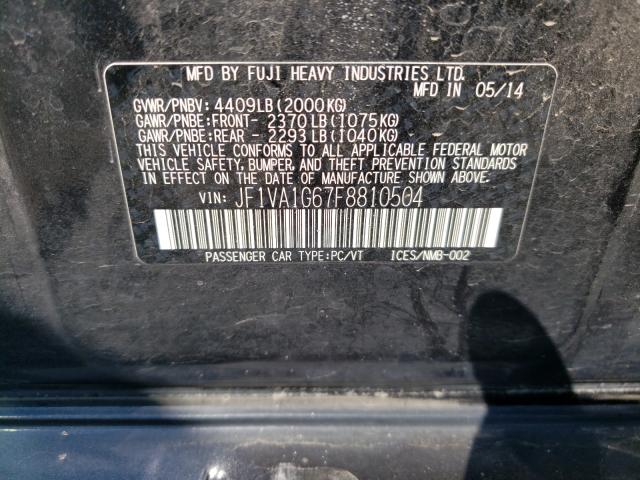 MFD BY FUJI HEAVY INDUSTRIES LTD.
MFD IN 05/14
GVWR/PNBV: 4409LB(2000KG)
GAWR/PNBE:FRONT- 2370LB(1075KG)
GAWR/PNBE:REAR - 2293LB(1040KG)
THIS VEHICLE CONFORMS TO ALL APPLICABLE FEDERAL MOTOR
VEHICLE SAFETY, BUMPER, AND THEFT PREVENTION STANDARDS
IN EFFECT ON THE DATE OF MANUFACTURE SHOWN ABOVE.
VIN: JF1VA1G67F8810504
PASSENGER CAR TYPE:PC/VT ICES/NMB-002